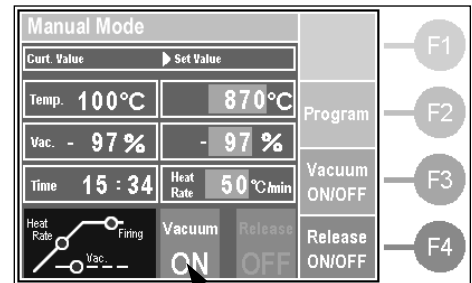 Manual Mode
Curt. Value Set Value
Temp. 100°C 870°C
Vac. - 97% - 97 %
Time 15:34 Heat Rate 50 °C/min
Heat Rate Firing Vac.
Vacuum ON
Release OFF
F1
Program F2
Vacuum ON/OFF F3
Release ON/OFF F4